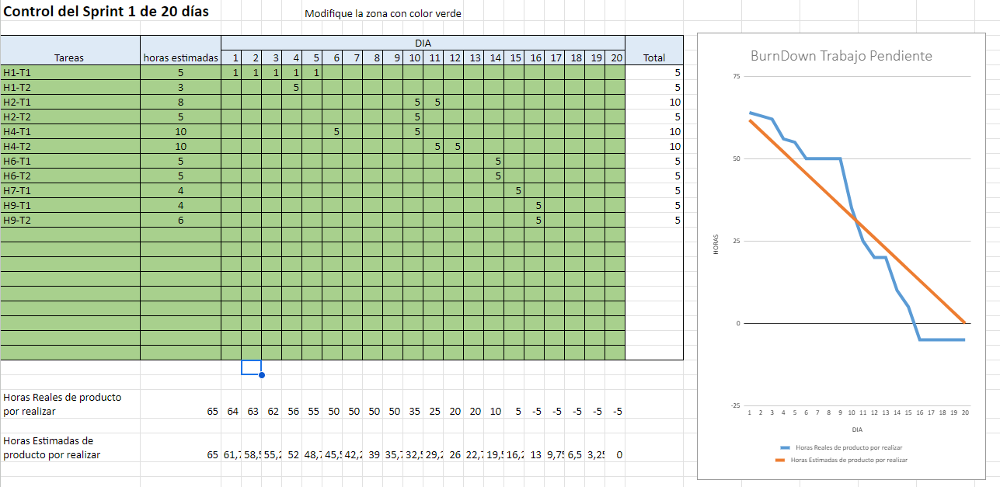 Control del Sprint 1 de 20 días
Modifique la zona con color verde
DIA
Tareas horas estimadas 1 2 3 4 5 6 7 8 9 10 11 12 13 14 15 16 17 18 19 20 Total
H1-T1 5 1 1 1 1 1 5
H1-T2 3 5 5
H2-T1 8 5 5 10
H2-T2 5 5 5
H4-T1 10 5 5 10
H4-T2 10 5 5 10
H6-T1 5 5 5
H6-T2 5 5 5
H7-T1 4 5 5
H9-T1 4 5 5
H9-T2 6 5 5
Horas Reales de producto
por realizar 65 64 63 62 56 55 50 50 50 50 35 25 20 20 10 5 -5 -5 -5 -5 -5
Horas Estimadas de
producto por realizar 65 61,7 58,5 55,2 52 48,7 45,5 42,2 39 35,7 32,5 29,2 26 22,7 19,5 16,2 13 9,75 6,5 3,25 0
BurnDown Trabajo Pendiente
75
50
25
0
-25
HORAS
1 2 3 4 5 6 7 8 9 10 11 12 13 14 15 16 17 18 19 20
DIA
Horas Reales de producto por realizar
Horas Estimadas de producto por realizar